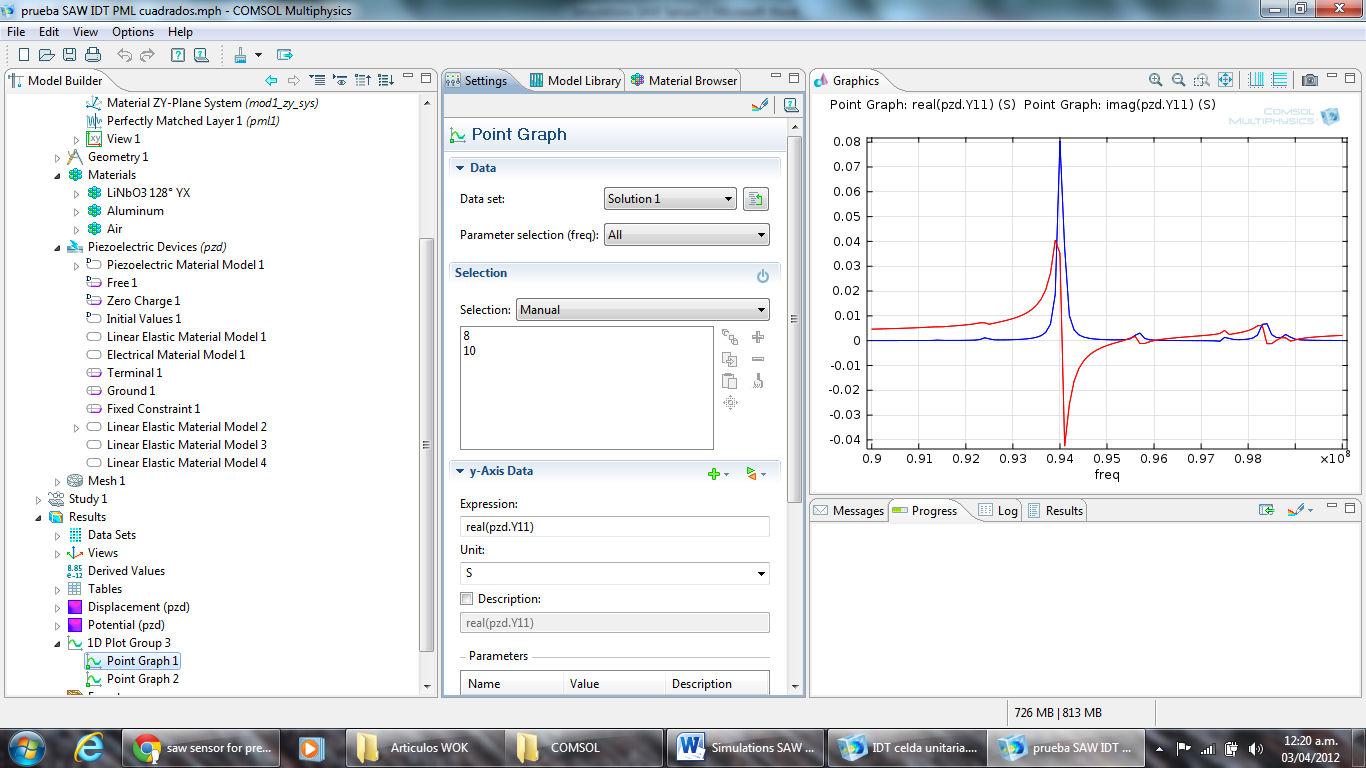 prueba SAW IDT PML cuadrados.mph - COMSOL Multiphysics
File Edit View Options Help
Model Builder
Material ZY-Plane System (mod1_zy_sys)
Perfectly Matched Layer 1 (pml1)
View 1
Geometry 1
Materials
LiNbO3 128° YX
Aluminum
Air
Piezoelectric Devices (pzd)
Piezoelectric Material Model 1
Free 1
Zero Charge 1
Initial Values 1
Linear Elastic Material Model 1
Electrical Material Model 1
Terminal 1
Ground 1
Fixed Constraint 1
Linear Elastic Material Model 2
Linear Elastic Material Model 3
Linear Elastic Material Model 4
Mesh 1
Study 1
Results
Data Sets
Views
8.85
e-12
Derived Values
Tables
Displacement (pzd)
Potential (pzd)
1D Plot Group 3
Point Graph 1
Point Graph 2
Settings Model Library Material Browser
Point Graph
Data
Data set: Solution 1
Parameter selection (freq): All
Selection
Selection: Manual
8
10
y-Axis Data
Expression:
real(pzd.Y11)
Unit:
S
Description:
real(pzd.Y11)
Parameters
Name Value Description
Graphics
Point Graph: real(pzd.Y11) (S) Point Graph: imag(pzd.Y11) (S)
COMSOL
MULTIPHYSICS
0.08
0.06
0.05
0.04
0.03
0.02
0.01
0
-0.01
-0.02
-0.03
-0.04
0.9 0.91 0.92 0.93 0.94 0.95 0.96 0.97 0.98 ×10⁸
freq
Messages Progress Log Results
726 MB | 813 MB
saw sensor for pre... Articulos WOK COMSOL Simulations SAW ... IDT celda unitaria.... prueba SAW IDT ...
12:20 a.m.
03/04/2012